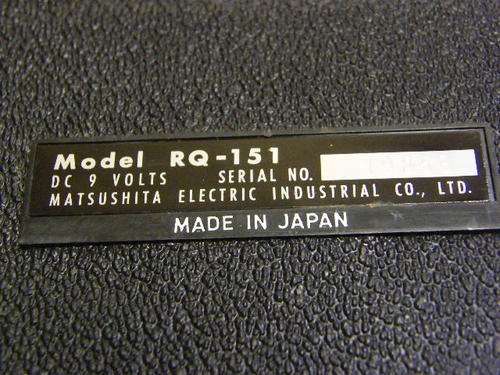 Model RQ-151
DC 9 VOLTS SERIAL NO.
MATSUSHITA ELECTRIC INDUSTRIAL CO., LTD.
MADE IN JAPAN